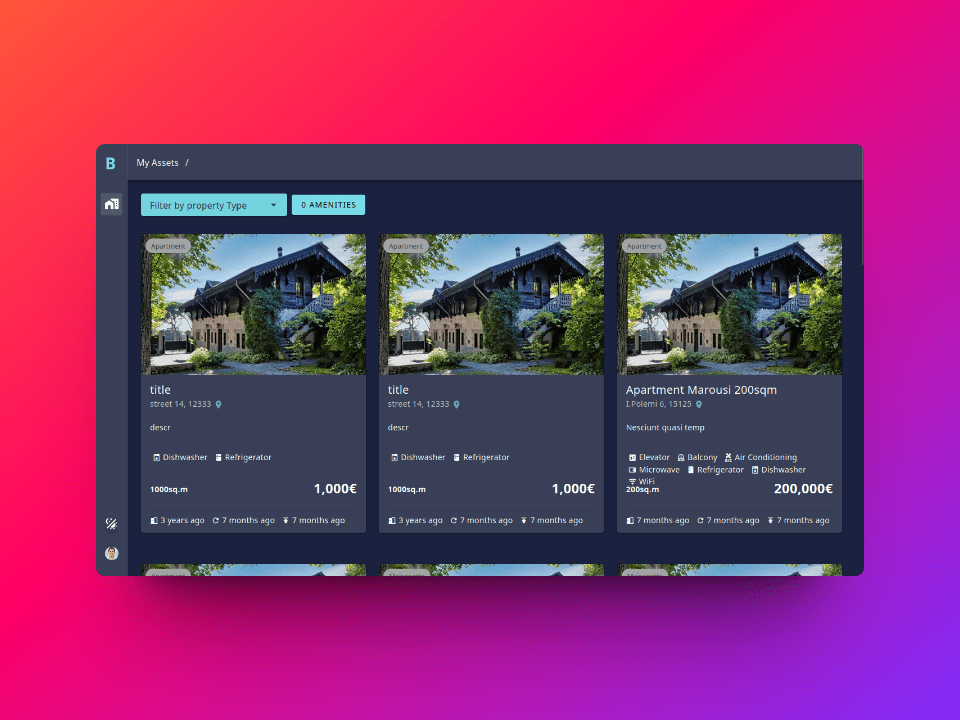 B
My Assets /
Filter by property Type
0 AMENITIES
Apartment
title
street 14, 12333
descr
Dishwasher Refrigerator
1000sq.m
1,000€
3 years ago 7 months ago 7 months ago
Apartment
title
street 14, 12333
descr
Dishwasher Refrigerator
1000sq.m
1,000€
3 years ago 7 months ago 7 months ago
Apartment
Apartment Marousi 200sqm
I.Polemi 6, 15125
Nesciunt quasi temp
Elevator Balcony Air Conditioning
Microwave Refrigerator Dishwasher
WiFi
200sq.m
200,000€
7 months ago 7 months ago 7 months ago